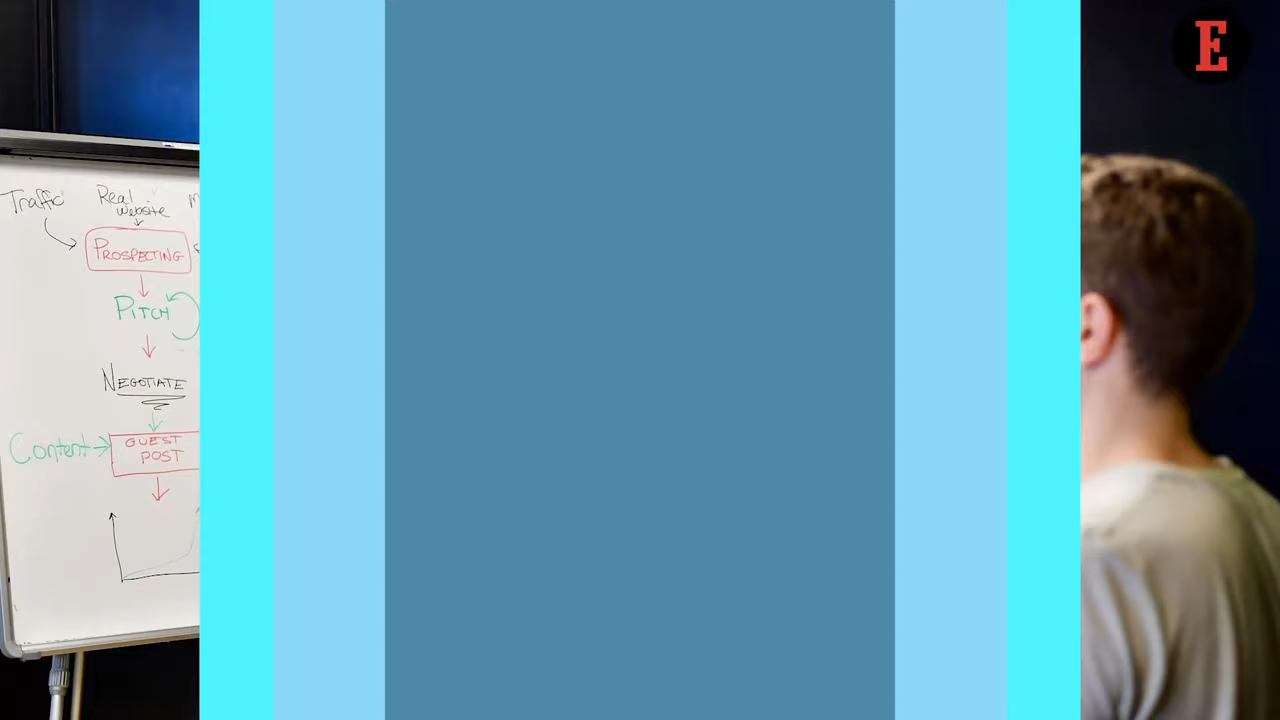 E
Traffic Real
Website
PROSPECTING
PITCH
NEGOTIATE
Content GUEST
POST